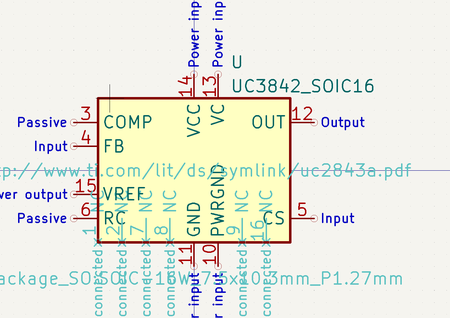 Power inp
Power inp
U
UC3842_SOIC16
14
13
Passive 3 COMP VCC VC OUT 12 Output
Input 4 FB
tp://www.ti.com/lit/ds/symlink/uc2843a.pdf
wer output 15 VREF
Passive 6 RC GND PWRGND CS 5 Input
1 NC
2 NC
7 NC
8 NC
9 NC
16 NC
11
10
ackage_SO:SOIC-16W_7.5x10.3mm_P1.27mm
connected
connected
connected
connected
r input
r input
connected
connected